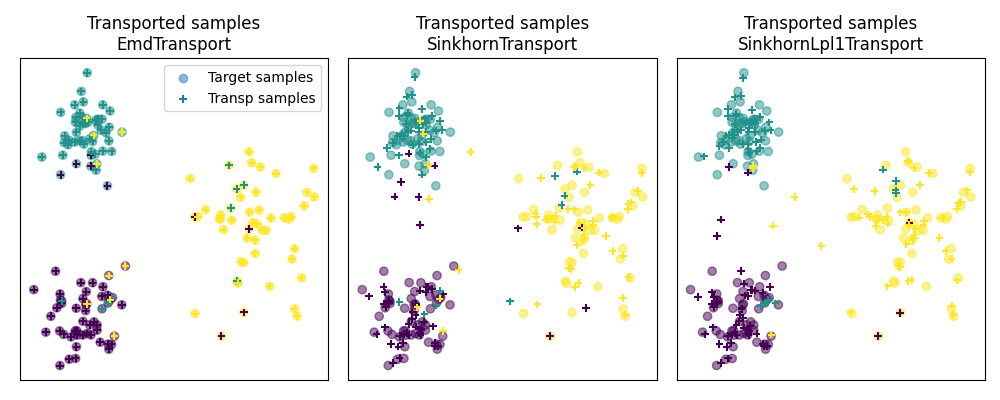 Transported samples
EmdTransport
Target samples
Transp samples
Transported samples
SinkhornTransport
Transported samples
SinkhornLpl1Transport